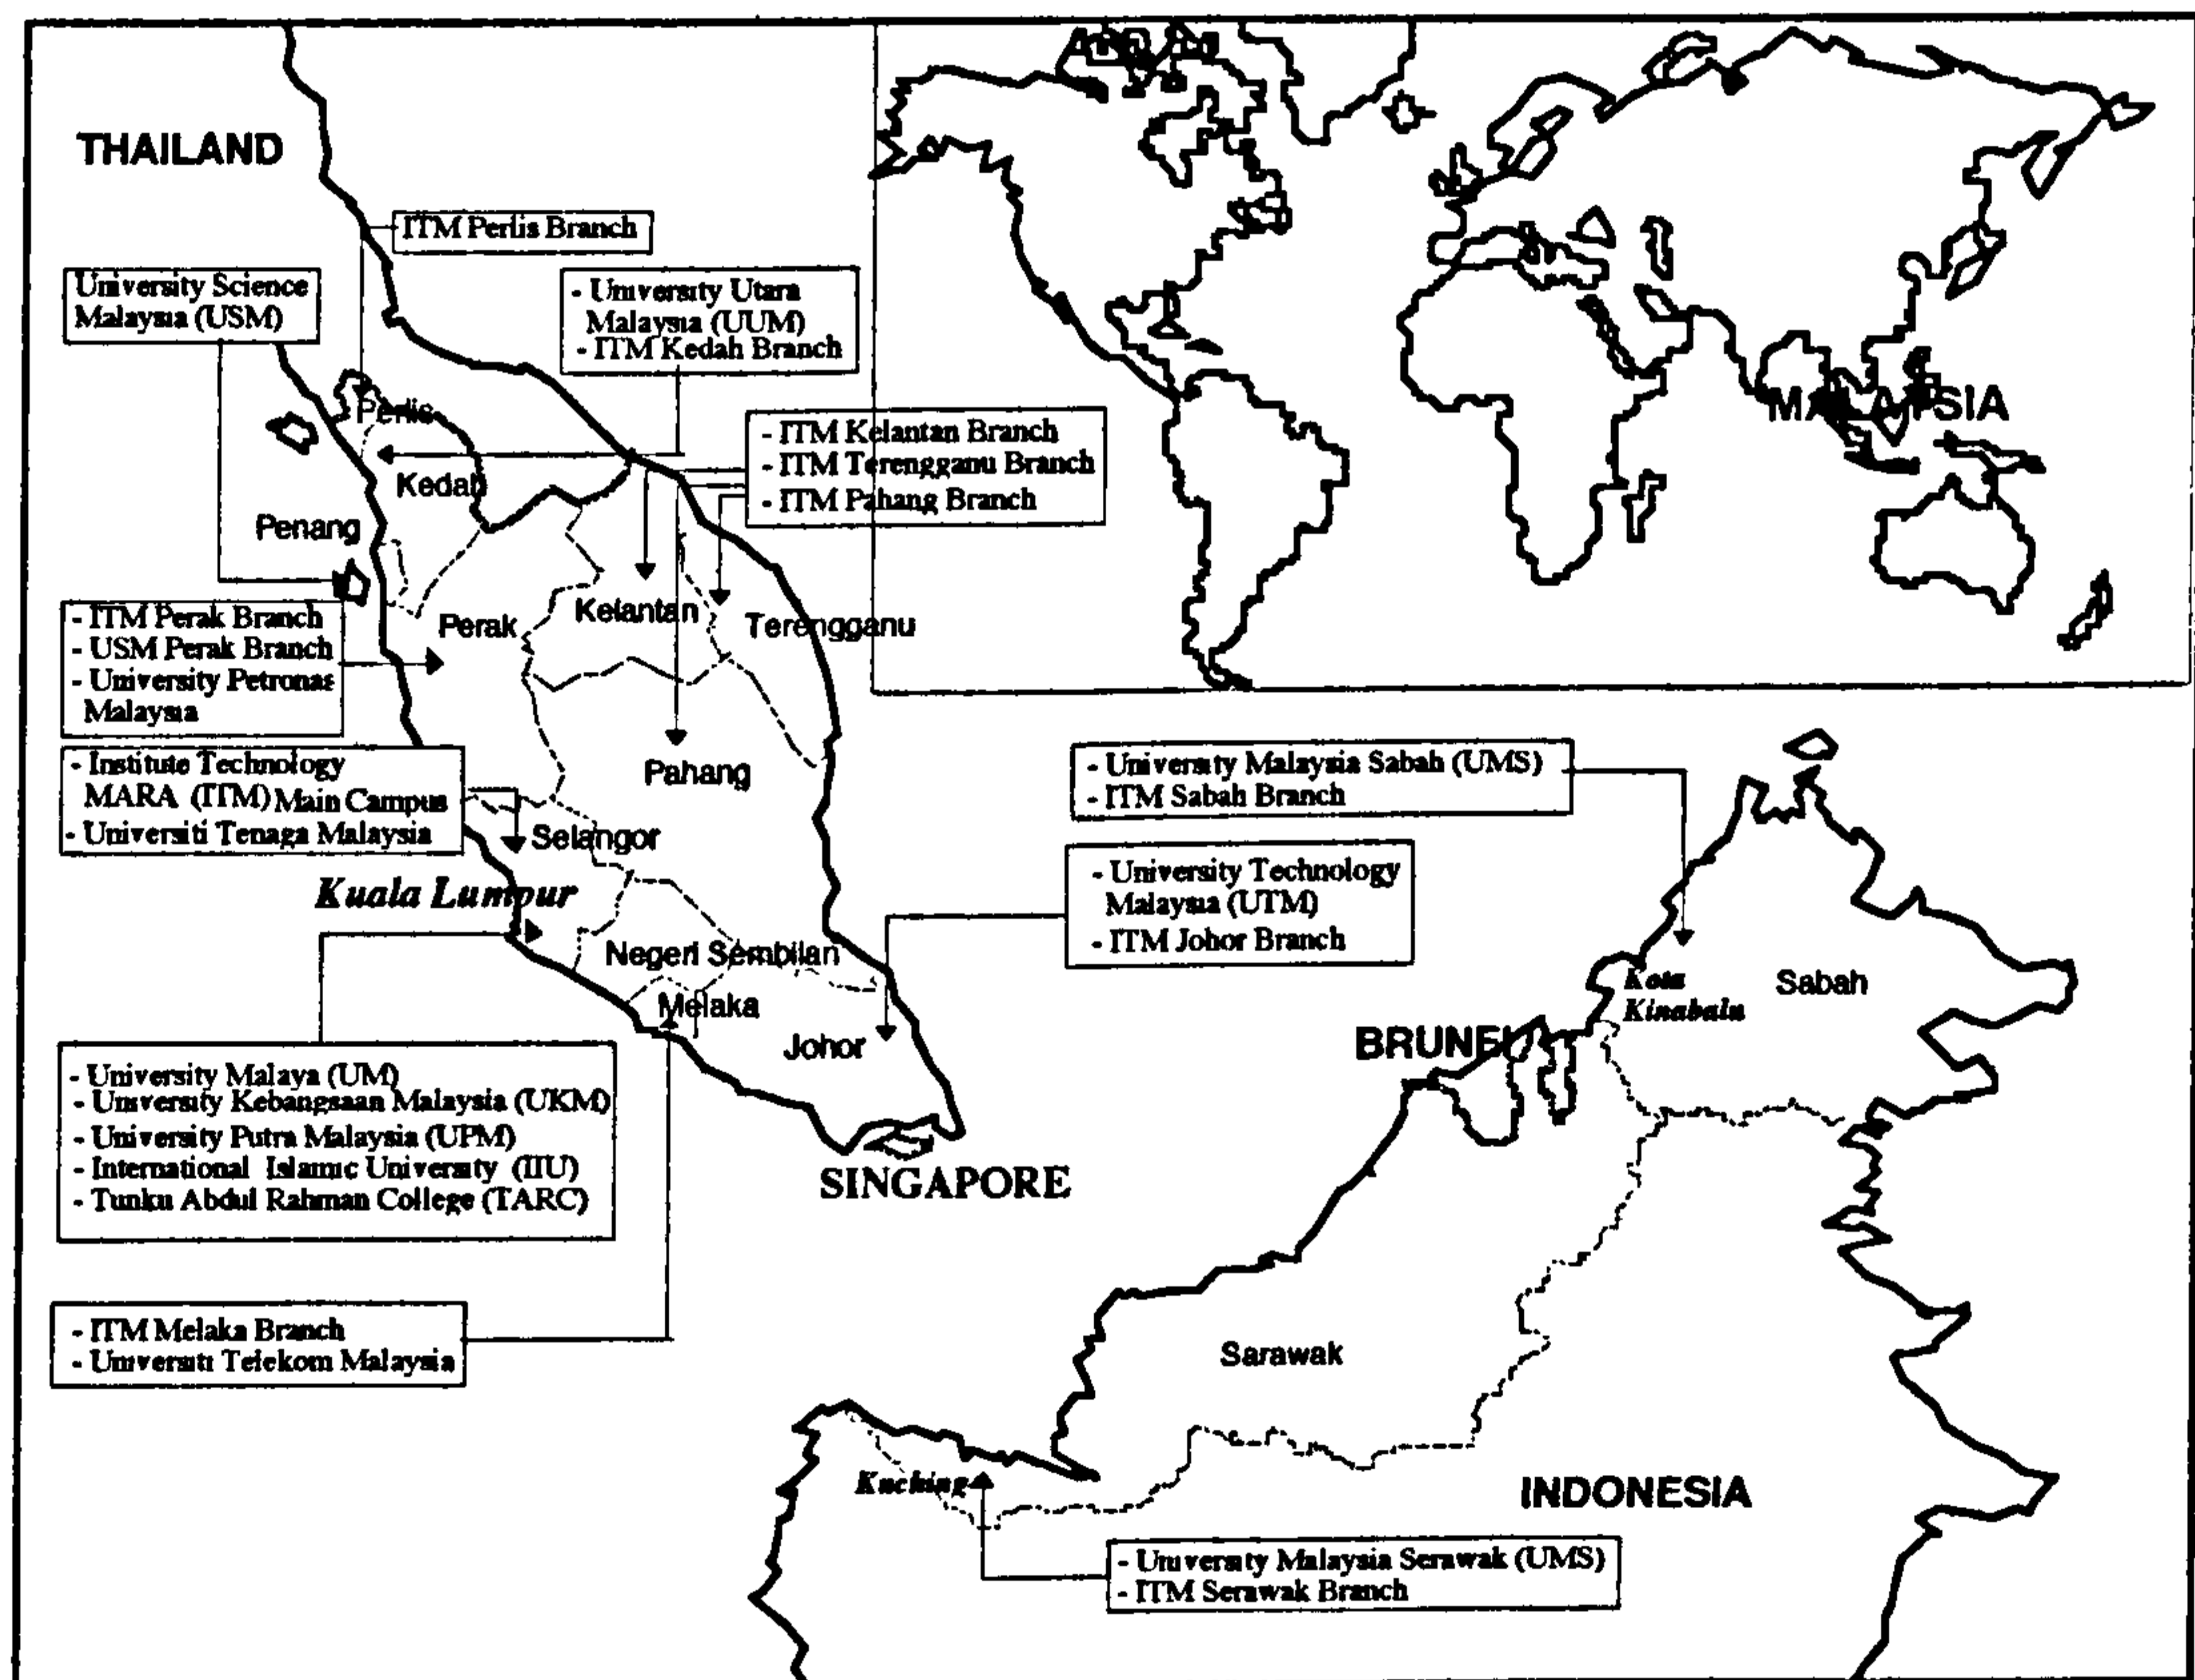 THAILAND
ITM Perlis Branch
University Science
Malaysia (USM)
- University Utara
Malaysia (UUM)
- ITM Kedah Branch
Perlis
- ITM Kelantan Branch
- ITM Terengganu Branch
- ITM Pahang Branch
MALAYSIA
Kedah
Penang
- ITM Perak Branch
- USM Perak Branch
- University Petronas
Malaysia
Perak
Kelantan
Terengganu
Pahang
- Institute Technology
MARA (ITM) Main Campus
- Universiti Tenaga Malaysia
Selangor
Kuala Lumpur
Negeri Sembilan
Melaka
Johor
- University Malaysia Sabah (UMS)
- ITM Sabah Branch
- University Technology
Malaysia (UTM)
- ITM Johor Branch
Kota
Kinabalu
Sabah
BRUNEI
- University Malaya (UM)
- University Kebangsaan Malaysia (UKM)
- University Putra Malaysia (UPM)
- International Islamic University (IIU)
- Tunku Abdul Rahman College (TARC)
SINGAPORE
- ITM Melaka Branch
- Universiti Telekom Malaysia
Sarawak
Kuching
INDONESIA
- University Malaysia Serawak (UMS)
- ITM Serawak Branch